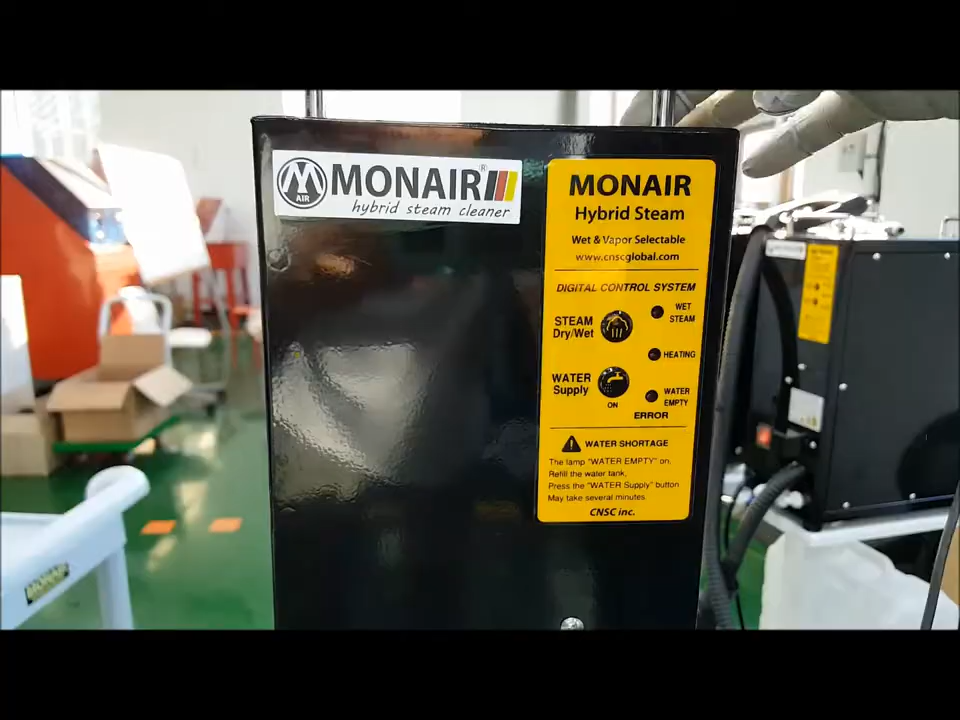 M
AIR
MONAIR®
hybrid steam cleaner
MONAIR
Hybrid Steam
Wet & Vapor Selectable
www.cnscglobal.com
DIGITAL CONTROL SYSTEM
STEAM
Dry/Wet
WET
STEAM
HEATING
WATER
Supply
ON
WATER
EMPTY
ERROR
WATER SHORTAGE
The lamp "WATER EMPTY" on.
Refill the water tank.
Press the "WATER Supply" button
May take several minutes
CNSC inc.
MONAIR